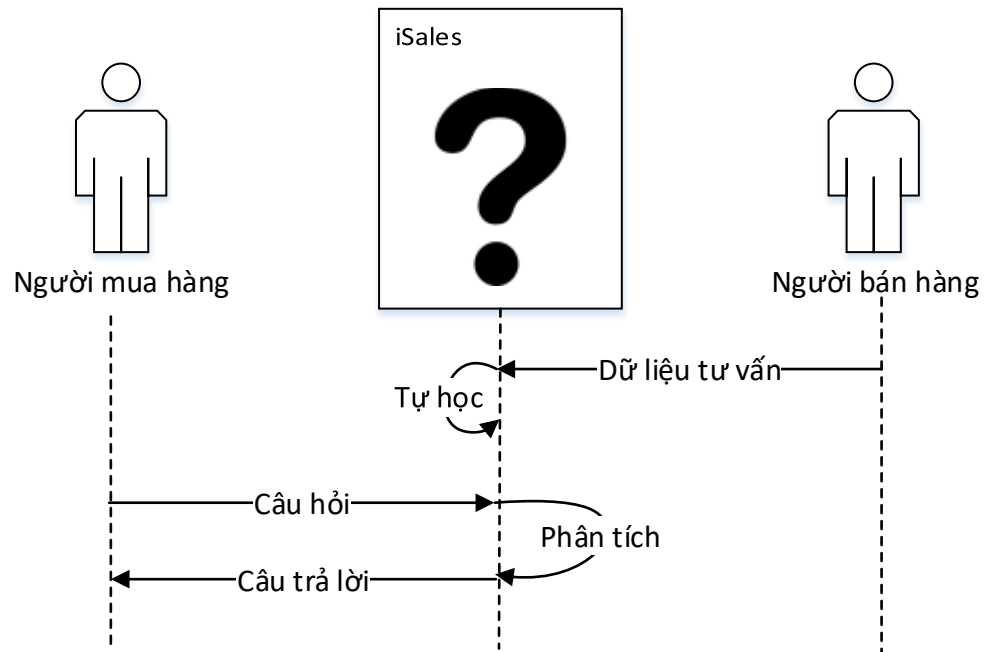 iSales
Người mua hàng
Người bán hàng
Dữ liệu tư vấn
Tự học
Câu hỏi
Phân tích
Câu trả lời